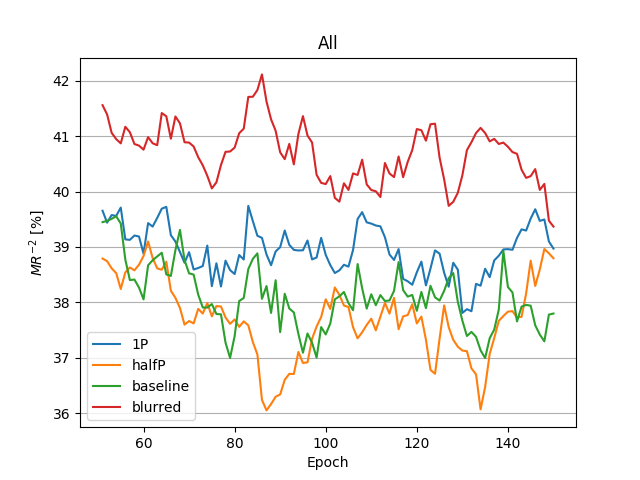 All
42
41
40
39
38
37
36
MR⁻² [%]
1P
halfP
baseline
blurred
60 80 100 120 140
Epoch